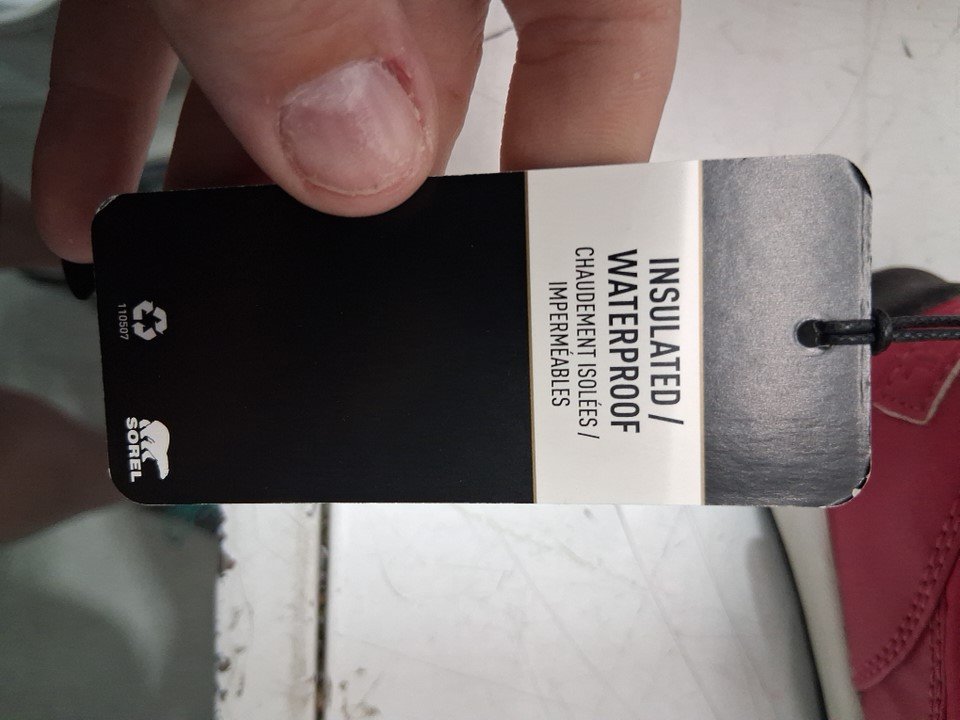 INSULATED /
WATERPROOF
CHAUDEMENT ISOLÉES /
IMPERMÉABLES
110507
SOREL